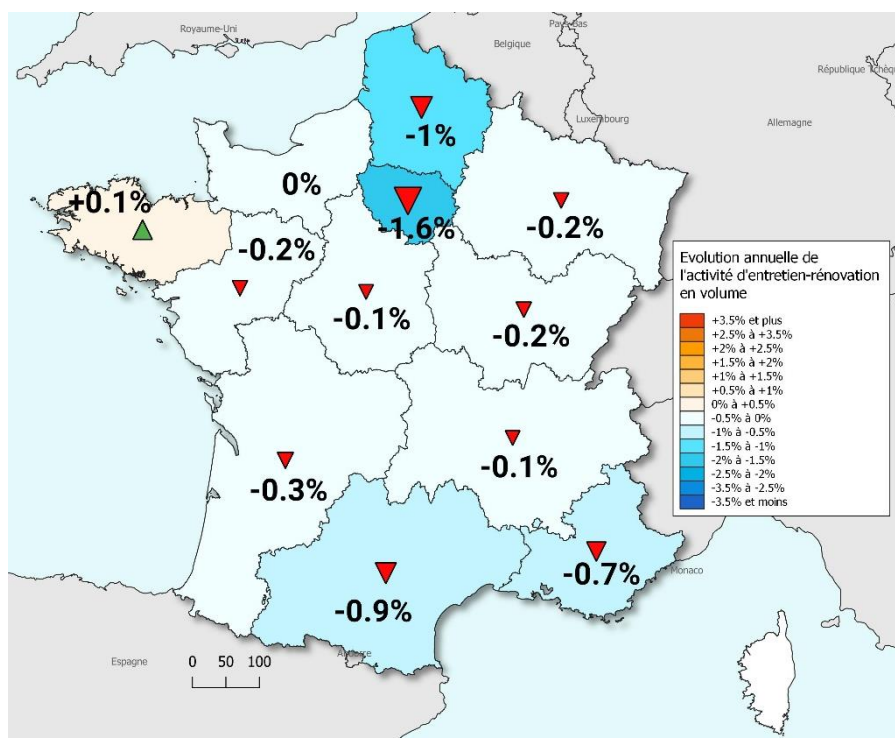 Royaume-Uni
Pays-Bas
Belgique
République Tchèqu
Luxembourg
Allemagne
-1%
0%
+0.1%
-1.6%
-0.2%
-0.2%
-0.1%
-0.2%
-0.3%
-0.1%
-0.7%
-0.9%
Monaco
Espagne
Andorre
0 50 100
Evolution annuelle de
l'activité d'entretien-rénovation
en volume
+3.5% et plus
+2.5% à +3.5%
+2% à +2.5%
+1.5% à +2%
+1% à +1.5%
+0.5% à +1%
0% à +0.5%
-0.5% à 0%
-1% à -0.5%
-1.5% à -1%
-2% à -1.5%
-2.5% à -2%
-3.5% à -2.5%
-3.5% et moins